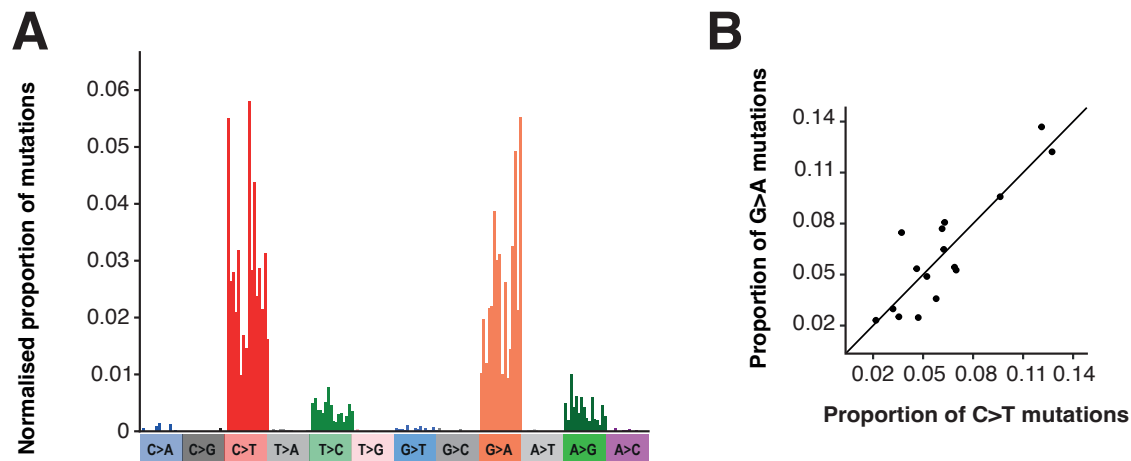 A
Normalised proportion of mutations
0.06
0.05
0.04
0.03
0.02
0.01
0
C>A C>G C>T T>A T>C T>G G>T G>C G>A A>T A>G A>C
B
Proportion of G>A mutations
0.14
0.11
0.08
0.05
0.02
0.02 0.05 0.08 0.11 0.14
Proportion of C>T mutations